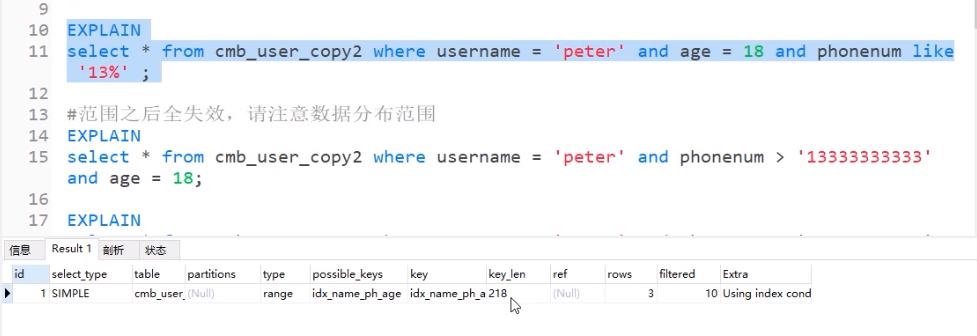 9
10 EXPLAIN
11 select * from cmb_user_copy2 where username = 'peter' and age = 18 and phonenum like
'13%' ;
12
13 #范围之后全失效，请注意数据分布范围
14 EXPLAIN
15 select * from cmb_user_copy2 where username = 'peter' and phonenum > '13333333333'
and age = 18;
16
17 EXPLAIN
信息 Result 1 剖析 状态
id select_type table partitions type possible_keys key key_len ref rows filtered Extra
1 SIMPLE cmb_user_ (Null) range idx_name_ph_age idx_name_ph_a 218 (Null) 3 10 Using index cond